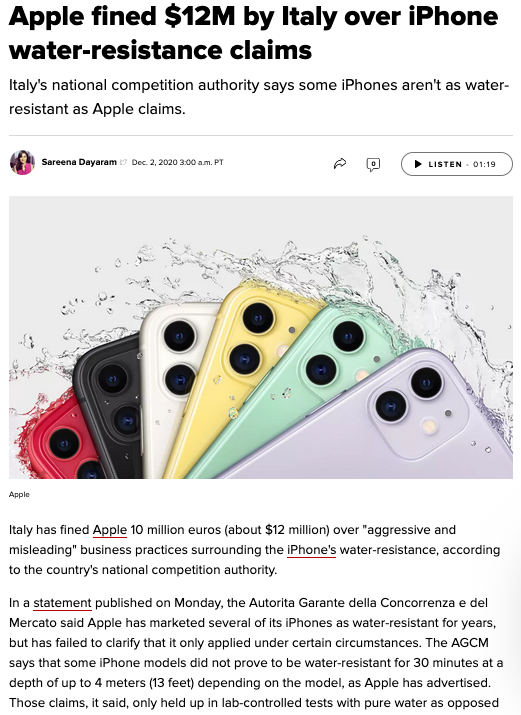 Apple fined $12M by Italy over iPhone
water-resistance claims
Italy's national competition authority says some iPhones aren't as water-
resistant as Apple claims.
Sareena Dayaram Dec. 2, 2020 3:00 a.m. PT
0
LISTEN - 01:19
Apple
Italy has fined Apple 10 million euros (about $12 million) over "aggressive and
misleading" business practices surrounding the iPhone's water-resistance, according
to the country's national competition authority.
In a statement published on Monday, the Autorita Garante della Concorrenza e del
Mercato said Apple has marketed several of its iPhones as water-resistant for years,
but has failed to clarify that it only applied under certain circumstances. The AGCM
says that some iPhone models did not prove to be water-resistant for 30 minutes at a
depth of up to 4 meters (13 feet) depending on the model, as Apple has advertised.
Those claims, it said, only held up in lab-controlled tests with pure water as opposed